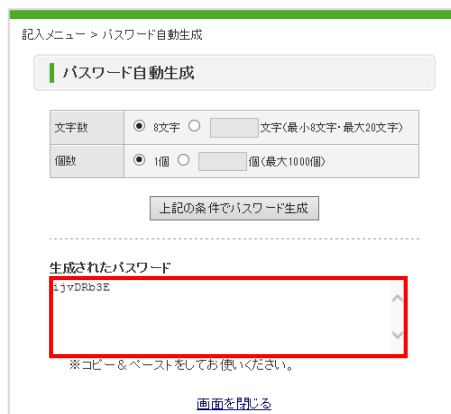 記入メニュー > パスワード自動生成
パスワード自動生成
文字数 8文字 文字(最小8文字・最大20文字)
個数 1個 個(最大1000個)
上記の条件でパスワード生成
生成されたパスワード
ijvDRb3E
※コピー＆ペーストをしてお使いください。
画面を閉じる